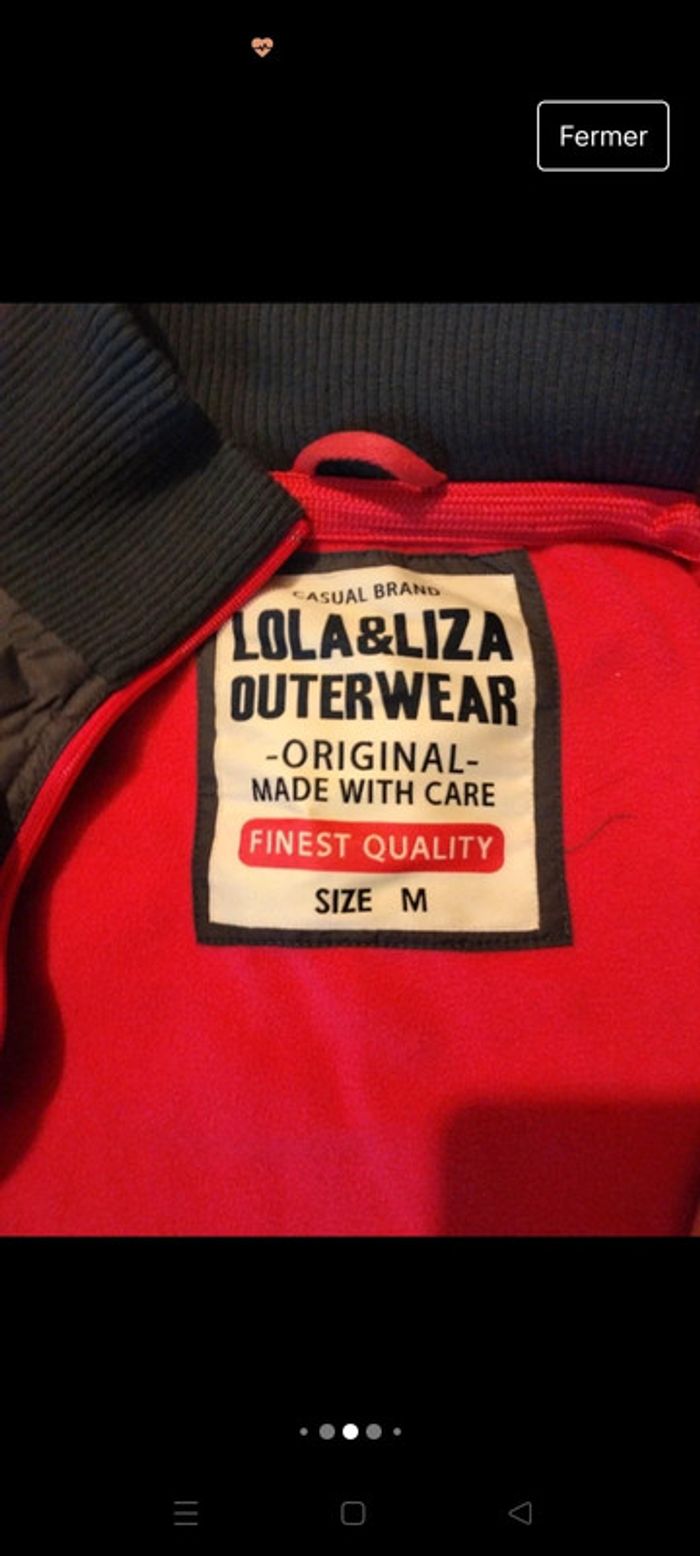 Fermer
CASUAL BRAND
LOLA&LIZA
OUTERWEAR
-ORIGINAL-
MADE WITH CARE
FINEST QUALITY
SIZE M